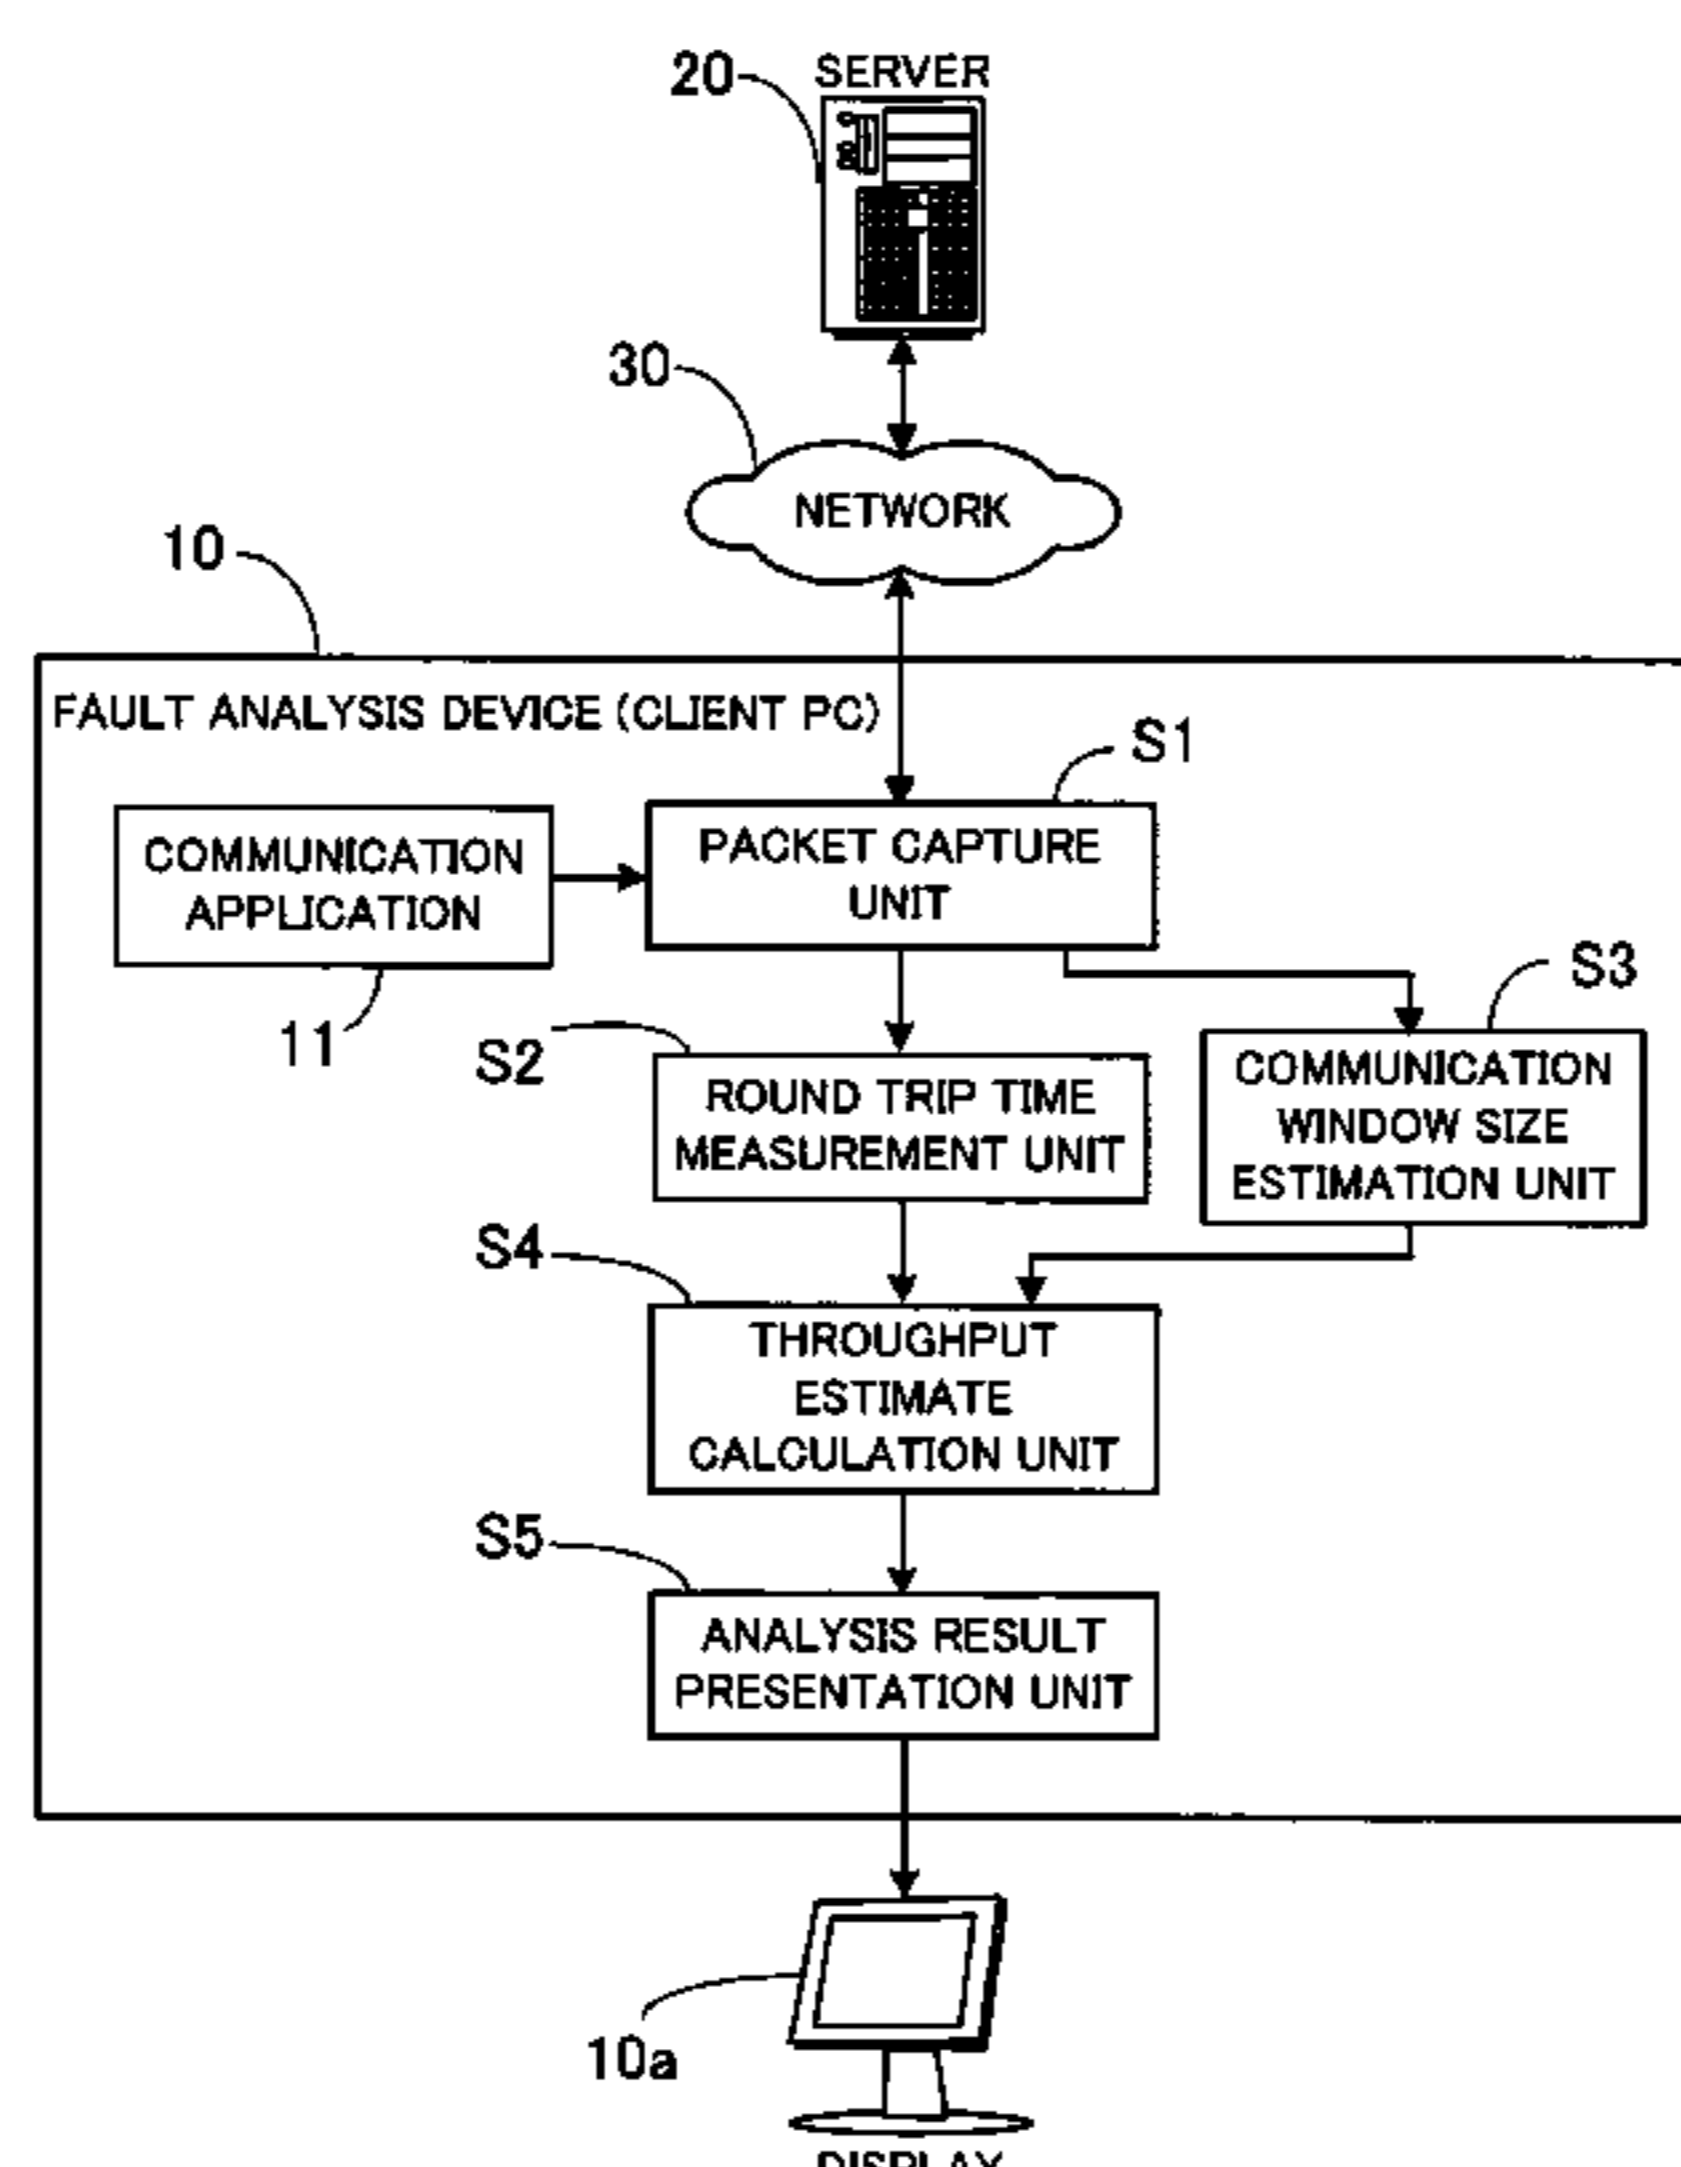 20
SERVER
30
NETWORK
10
FAULT ANALYSIS DEVICE (CLIENT PC)
S1
COMMUNICATION
APPLICATION
PACKET CAPTURE
UNIT
11
S3
S2
ROUND TRIP TIME
MEASUREMENT UNIT
COMMUNICATION
WINDOW SIZE
ESTIMATION UNIT
S4
THROUGHPUT
ESTIMATE
CALCULATION UNIT
S5
ANALYSIS RESULT
PRESENTATION UNIT
10a
DISPLAY